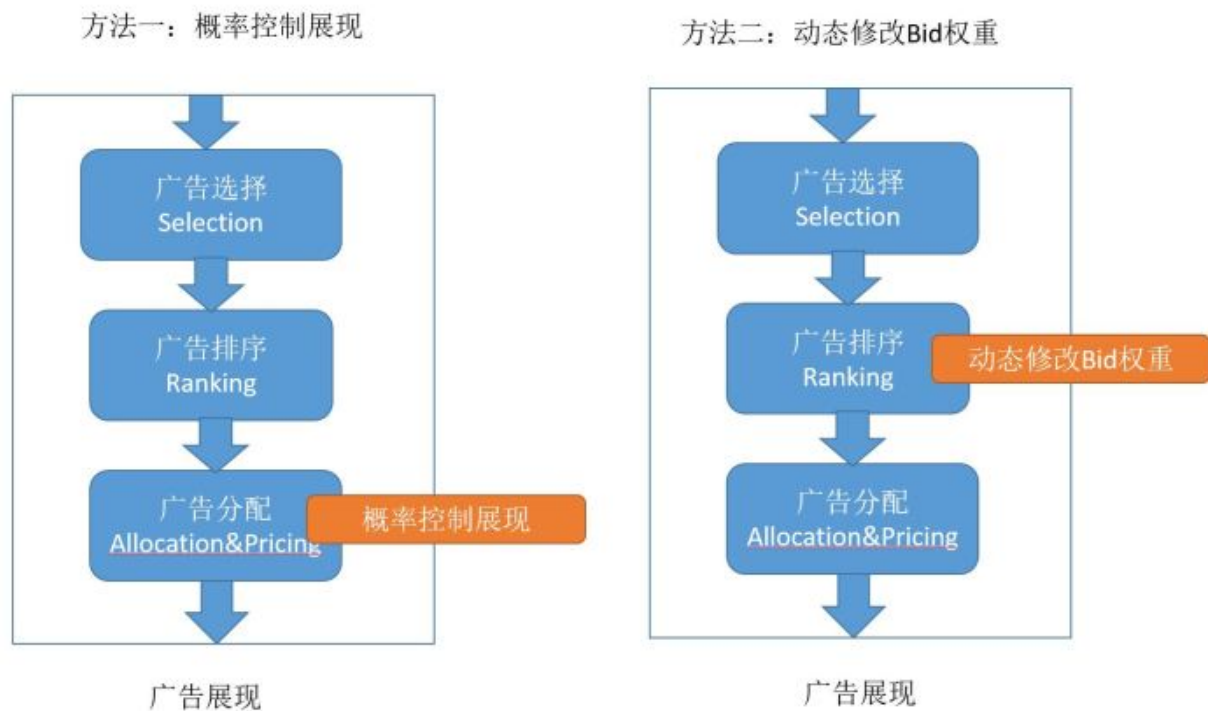 方法一：概率控制展现
广告选择
Selection
广告排序
Ranking
广告分配
Allocation&Pricing
概率控制展现
广告展现
方法二：动态修改Bid权重
广告选择
Selection
广告排序
Ranking
动态修改Bid权重
广告分配
Allocation&Pricing
广告展现